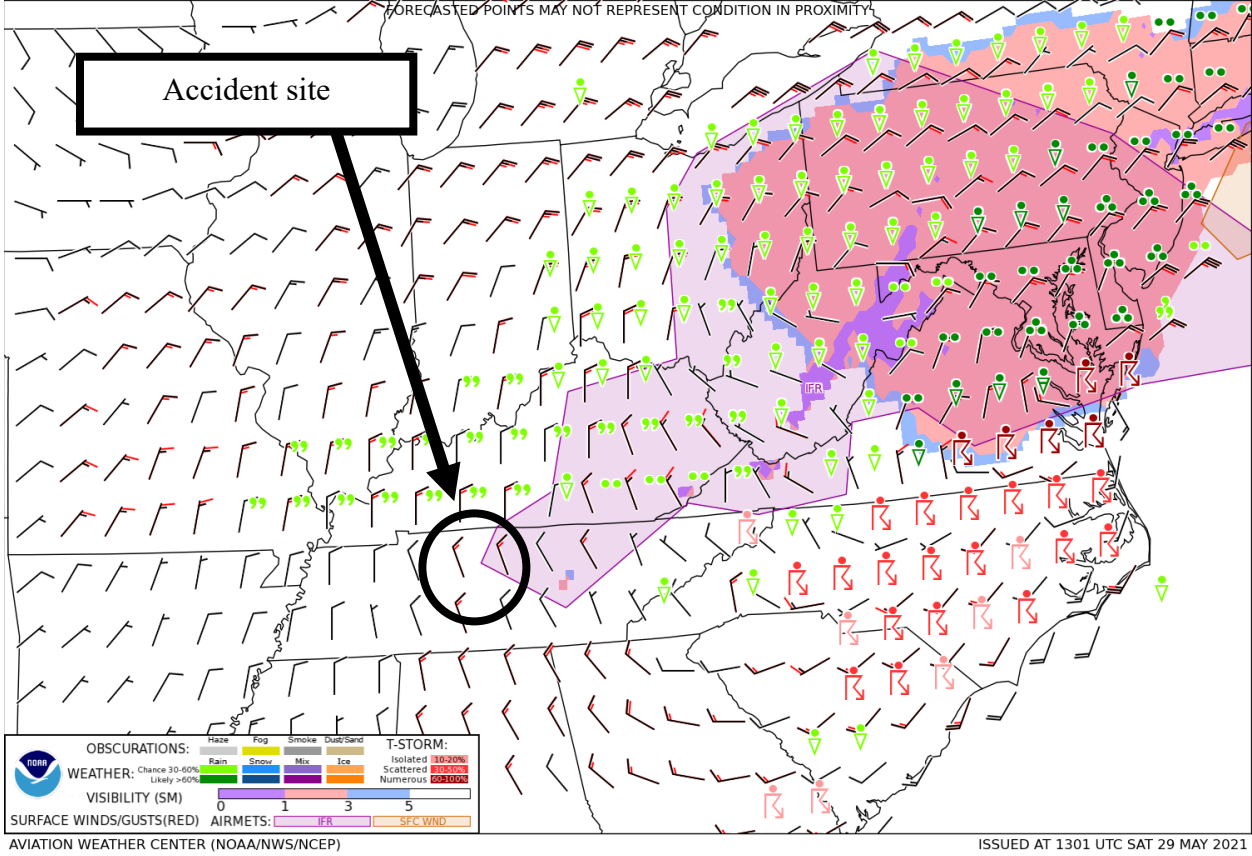 FORECASTED POINTS MAY NOT REPRESENT CONDITION IN PROXIMITY
Accident site
IFR
NOAA
OBSCURATIONS:
Haze
Fog
Smoke
Dust/Sand
WEATHER:
Chance 30-60%
Likely >60%
Rain
Snow
Mix
Ice
T-STORM:
Isolated 10-20%
Scattered 30-50%
Numerous 60-100%
VISIBILITY (SM)
0 1 3 5
SURFACE WINDS/GUSTS(RED) AIRMETS: IFR SFC WND
AVIATION WEATHER CENTER (NOAA/NWS/NCEP)
ISSUED AT 1301 UTC SAT 29 MAY 2021